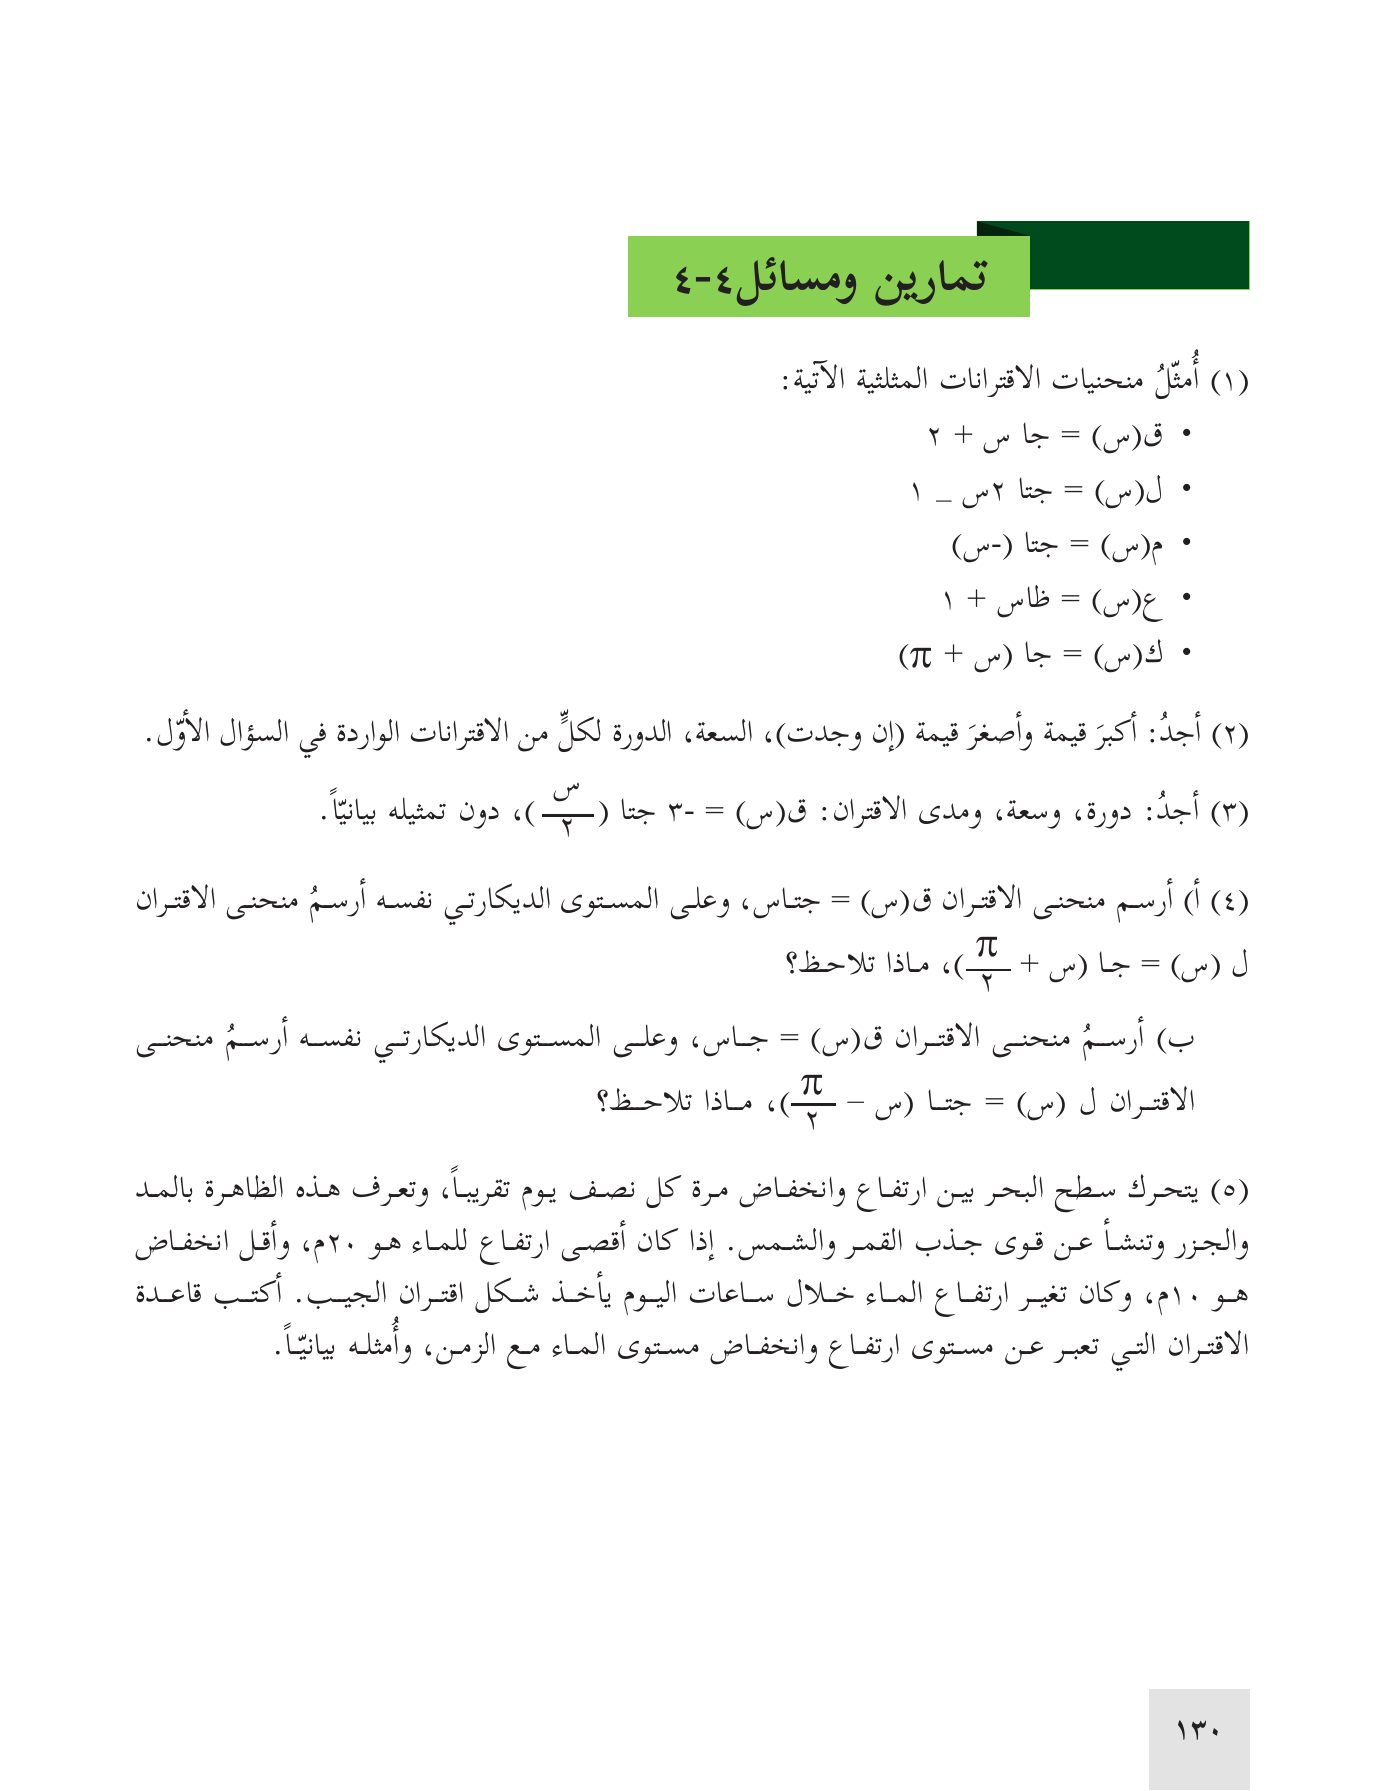 تمارين ومسائل٤-٤
(١) أُمثّلُ منحنيات الاقترانات المثلثية الآتية:
• ق(س) = جا س + ٢
• ل(س) = جتا ٢س _ ١
• م(س) = جتا (-س)
• ع(س) = ظاس + ١
• ك(س) = جا (س + π)
(٢) أجدُ: أكبرَ قيمة وأصغرَ قيمة (إن وجدت)، السعة، الدورة لكلٍّ من الاقترانات الواردة في السؤال الأوّل.
(٣) أجدُ: دورة، وسعة، ومدى الاقتران: ق(س) = -٣ جتا (س/٢)، دون تمثيله بيانيّاً.
(٤) أ) أرسم منحنى الاقتران ق(س) = جتاس، وعلى المستوى الديكارتي نفسه أرسمُ منحنى الاقتران
ل (س) = جا (س + π/٢)، ماذا تلاحظ؟
ب) أرسمُ منحنى الاقتران ق(س) = جاس، وعلى المستوى الديكارتي نفسه أرسمُ منحنى
الاقتران ل (س) = جتا (س – π/٢)، ماذا تلاحظ؟
(٥) يتحرك سطح البحر بين ارتفاع وانخفاض مرة كل نصف يوم تقريباً، وتعرف هذه الظاهرة بالمد
والجزر وتنشأ عن قوى جذب القمر والشمس. إذا كان أقصى ارتفاع للماء هو ٢٠م، وأقل انخفاض
هو ١٠م، وكان تغير ارتفاع الماء خلال ساعات اليوم يأخذ شكل اقتران الجيب. أكتب قاعدة
الاقتران التي تعبر عن مستوى ارتفاع وانخفاض مستوى الماء مع الزمن، وأُمثله بيانيّاً.
١٣٠